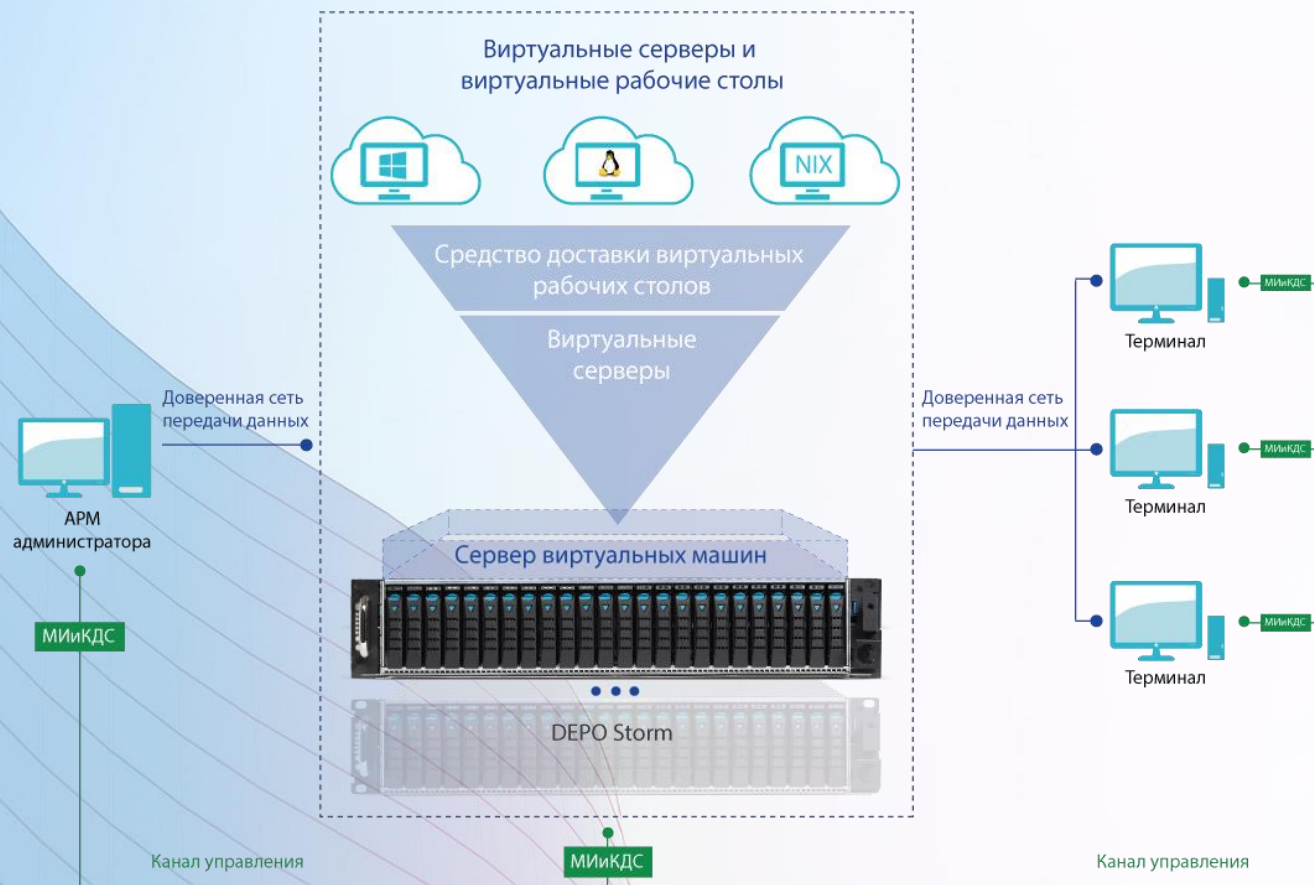 Виртуальные серверы и
виртуальные рабочие столы
NIX
Средство доставки виртуальных
рабочих столов
Виртуальные
серверы
МИиКДС
Терминал
Доверенная сеть
передачи данных
Доверенная сеть
передачи данных
МИиКДС
Терминал
АРМ
администратора
Сервер виртуальных машин
МИиКДС
МИиКДС
Терминал
DEPO Storm
Канал управления
МИиКДС
Канал управления